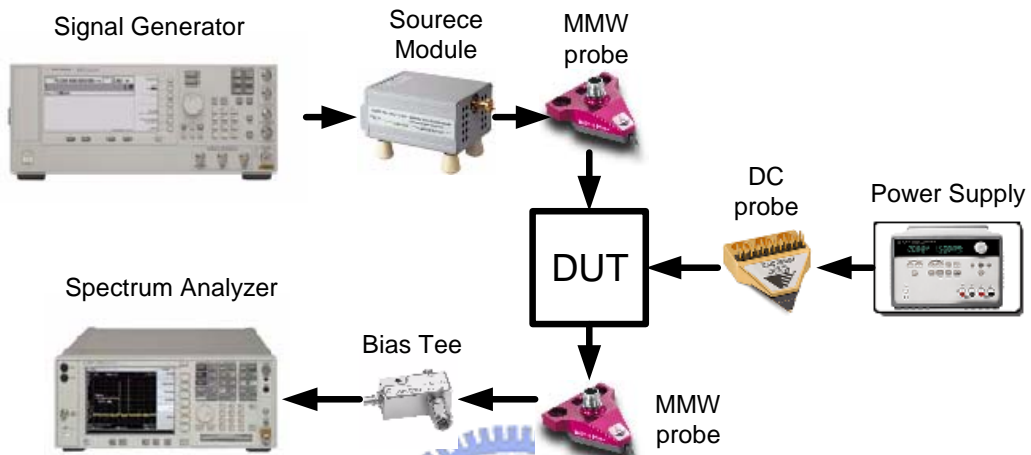 Signal Generator
Sourece
Module
MMW
probe
DC
probe
Power Supply
DUT
Spectrum Analyzer
Bias Tee
MMW
probe